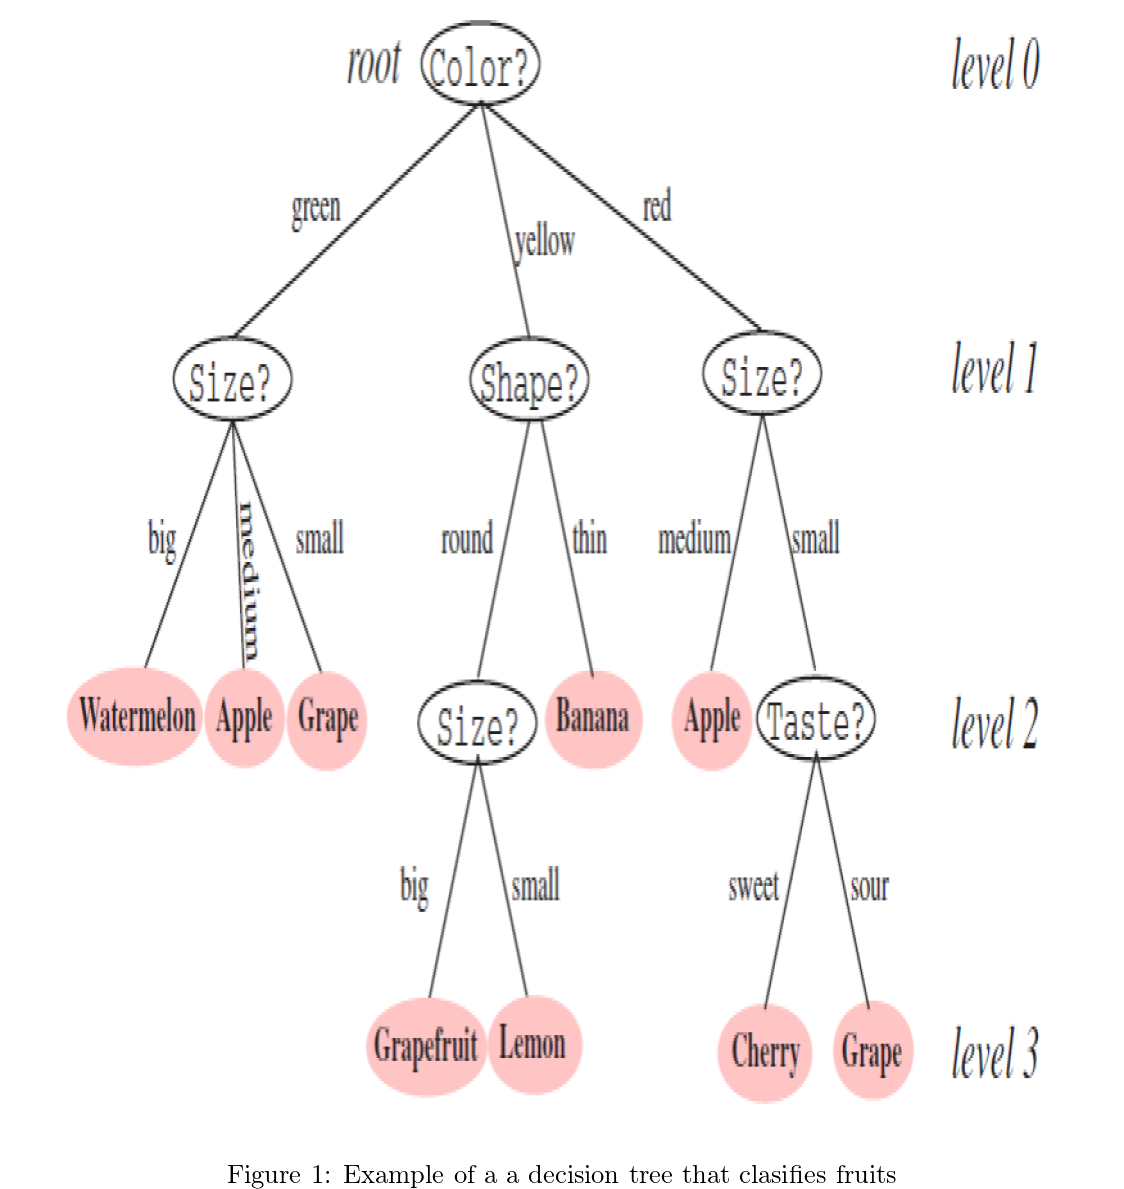 root Color? level 0
green yellow red
Size? Shape? Size? level 1
big medium small round thin medium small
Watermelon Apple Grape Size? Banana Apple Taste? level 2
big small sweet sour
Grapefruit Lemon Cherry Grape level 3
Figure 1: Example of a a decision tree that clasifies fruits